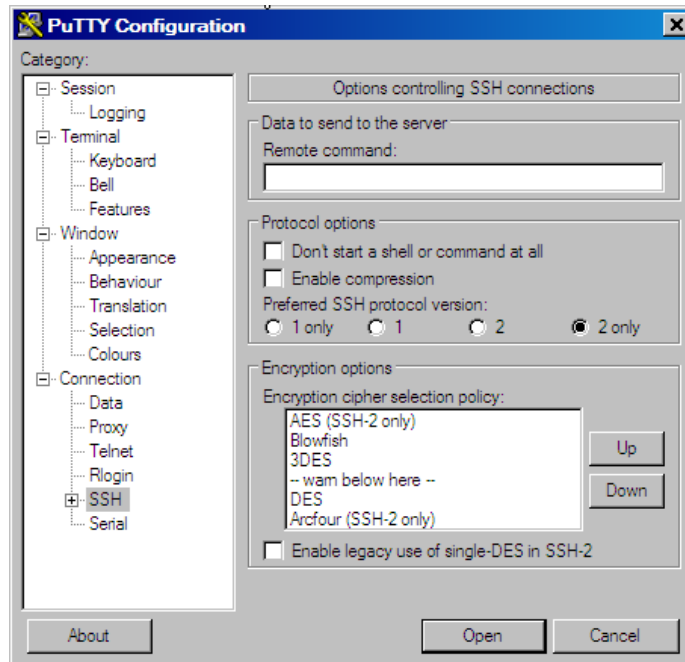 PuTTY Configuration
Category:
Session
Logging
Terminal
Keyboard
Bell
Features
Window
Appearance
Behaviour
Translation
Selection
Colours
Connection
Data
Proxy
Telnet
Rlogin
SSH
Serial
Options controlling SSH connections
Data to send to the server
Remote command:
Protocol options
Don't start a shell or command at all
Enable compression
Preferred SSH protocol version:
1 only 1 2 2 only
Encryption options
Encryption cipher selection policy:
AES (SSH-2 only)
Blowfish
3DES
-- warn below here --
DES
Arcfour (SSH-2 only)
Up
Down
Enable legacy use of single-DES in SSH-2
About Open Cancel